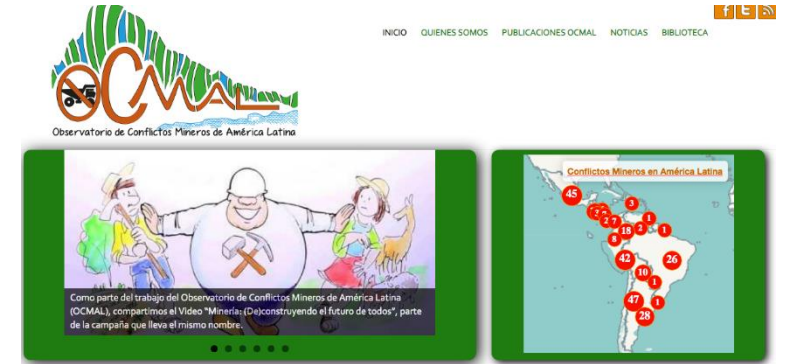 f t
INICIO QUIENES SOMOS PUBLICACIONES OCMAL NOTICIAS BIBLIOTECA
OCMAL
Observatorio de Conflictos Mineros de América Latina
Como parte del trabajo del Observatorio de Conflictos Mineros de América Latina
(OCMAL), compartimos el Video "Minería: (De)construyendo el futuro de todos", parte
de la campaña que lleva el mismo nombre.
Conflictos Mineros en América Latina
45
3
2 7
1
18 2 1
8
42 26
10
1
47 1
28